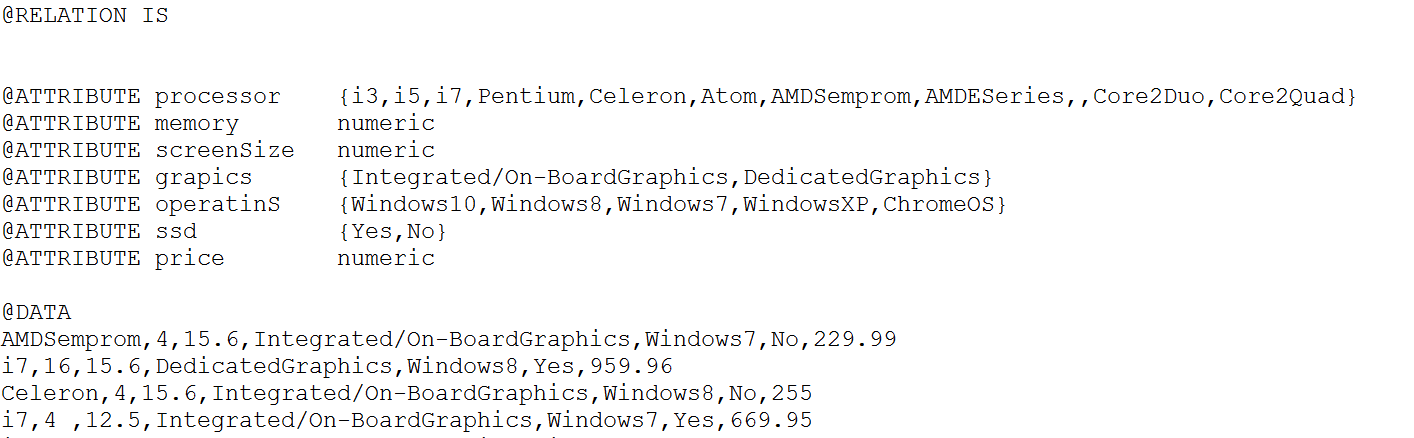 @RELATION IS
@ATTRIBUTE processor {i3,i5,i7,Pentium,Celeron,Atom,AMDSemprom,AMDESeries,,Core2Duo,Core2Quad}
@ATTRIBUTE memory numeric
@ATTRIBUTE screenSize numeric
@ATTRIBUTE grapics {Integrated/On-BoardGraphics,DedicatedGraphics}
@ATTRIBUTE operatinS {Windows10,Windows8,Windows7,WindowsXP,ChromeOS}
@ATTRIBUTE ssd {Yes,No}
@ATTRIBUTE price numeric
@DATA
AMDSemprom,4,15.6,Integrated/On-BoardGraphics,Windows7,No,229.99
i7,16,15.6,DedicatedGraphics,Windows8,Yes,959.96
Celeron,4,15.6,Integrated/On-BoardGraphics,Windows8,No,255
i7,4 ,12.5,Integrated/On-BoardGraphics,Windows7,Yes,669.95